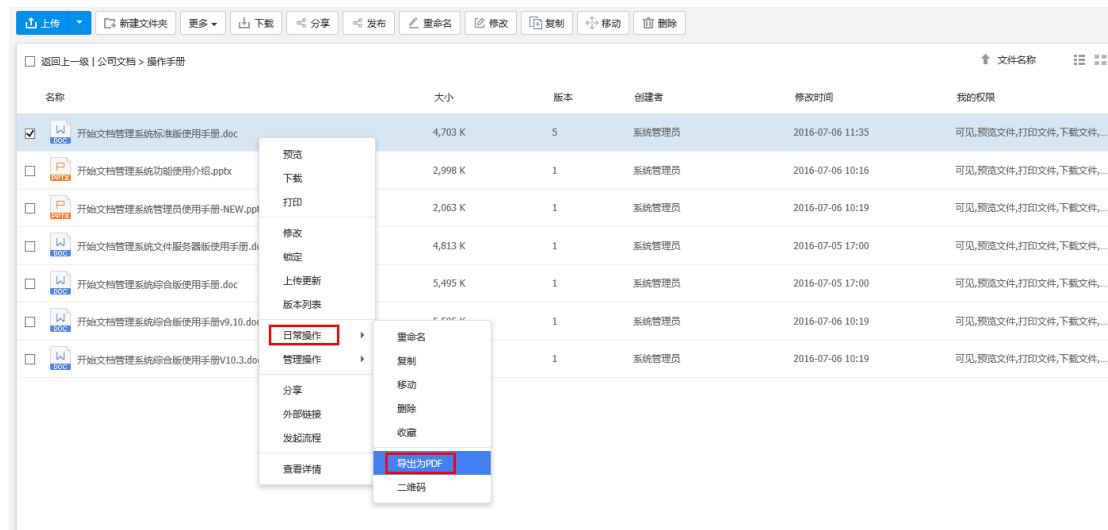 上传 新建文件夹 更多 下载 分享 发布 重命名 修改 复制 移动 删除
返回上一级 | 公司文档 > 操作手册 文件名称
名称 大小 版本 创建者 修改时间 我的权限
DOC 开始文档管理系统标准版使用手册.doc 4,703 K 5 系统管理员 2016-07-06 11:35 可见,预览文件,打印文件,下载文件,...
PPTX 开始文档管理系统功能使用介绍.pptx 2,998 K 1 系统管理员 2016-07-06 10:16 可见,预览文件,打印文件,下载文件,...
PPTX 开始文档管理系统管理员使用手册-NEW.ppt 2,063 K 1 系统管理员 2016-07-06 10:19 可见,预览文件,打印文件,下载文件,...
DOC 开始文档管理系统文件服务器版使用手册.do 4,813 K 1 系统管理员 2016-07-05 17:00 可见,预览文件,打印文件,下载文件,...
DOC 开始文档管理系统综合版使用手册.doc 5,495 K 1 系统管理员 2016-07-05 17:00 可见,预览文件,打印文件,下载文件,...
DOC 开始文档管理系统综合版使用手册v9.10.doc 1 系统管理员 2016-07-06 10:19 可见,预览文件,打印文件,下载文件,...
DOC 开始文档管理系统综合版使用手册V10.3.do 1 系统管理员 2016-07-06 10:19 可见,预览文件,打印文件,下载文件,...
预览
下载
打印
修改
锁定
上传更新
版本列表
日常操作
管理操作
分享
外部链接
发起流程
查看详情
重命名
复制
移动
删除
收藏
导出为PDF
二维码